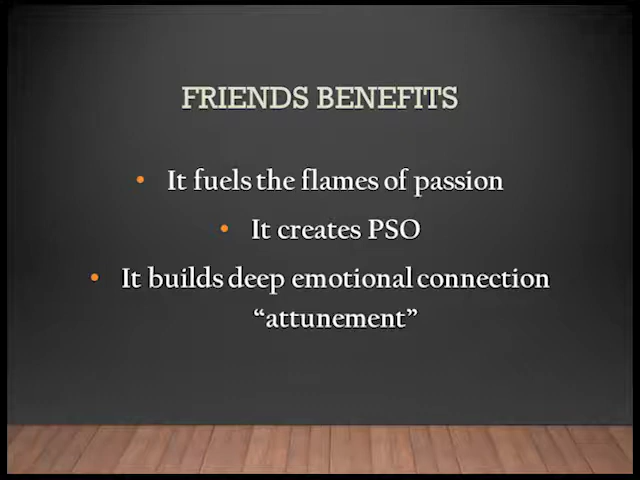 FRIENDS BENEFITS
• It fuels the flames of passion
• It creates PSO
• It builds deep emotional connection
“attunement”